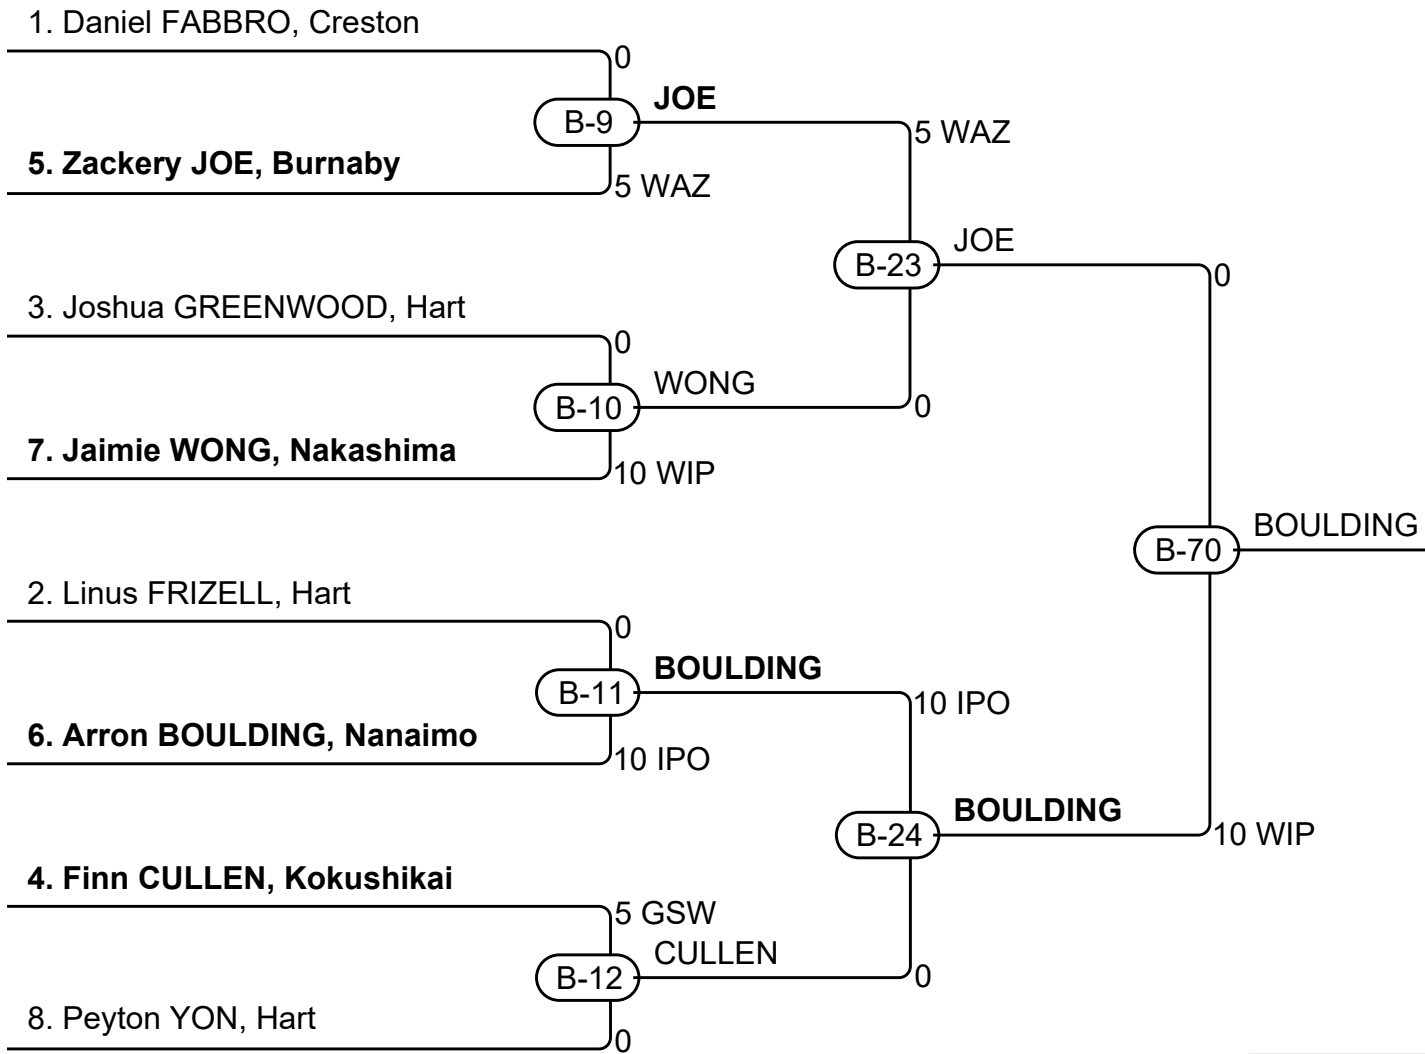 1. Daniel FABBRO, Creston
0
B-9
JOE
5. Zackery JOE, Burnaby
5 WAZ
5 WAZ
B-23
JOE
3. Joshua GREENWOOD, Hart
0
B-10
WONG
0
7. Jaimie WONG, Nakashima
10 WIP
0
B-70
BOULDING
2. Linus FRIZELL, Hart
0
B-11
BOULDING
6. Arron BOULDING, Nanaimo
10 IPO
10 IPO
B-24
BOULDING
10 WIP
4. Finn CULLEN, Kokushikai
5 GSW
B-12
CULLEN
0
8. Peyton YON, Hart
0